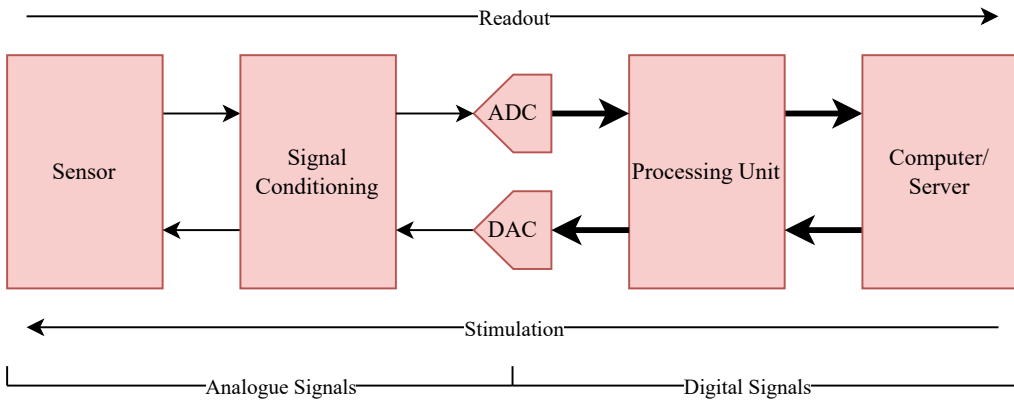 Readout
Sensor
Signal
Conditioning
ADC
DAC
Processing Unit
Computer/
Server
Stimulation
Analogue Signals
Digital Signals